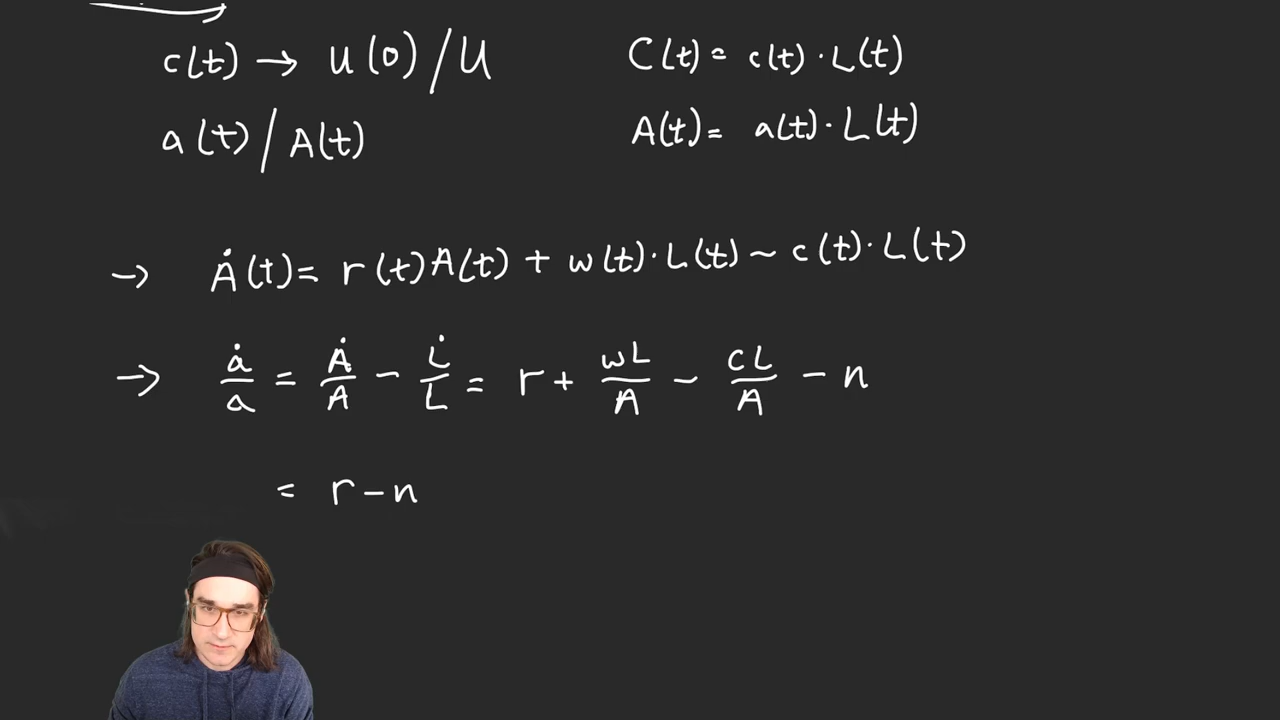 c(t) → U(0)/U
C(t) = c(t) · L(t)
a(t)/A(t)
A(t) = a(t) · L(t)
→ Ȧ(t) = r(t)A(t) + w(t)·L(t) ~ c(t)·L(t)
→ ȧ/a = Ȧ/A - L̇/L = r + wL/A ~ cL/A - n
= r - n